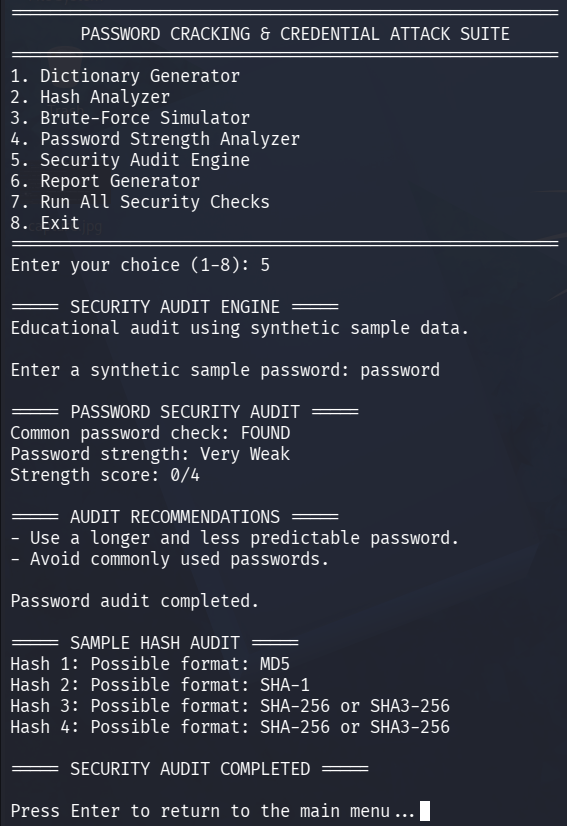 PASSWORD CRACKING & CREDENTIAL ATTACK SUITE
1. Dictionary Generator
2. Hash Analyzer
3. Brute-Force Simulator
4. Password Strength Analyzer
5. Security Audit Engine
6. Report Generator
7. Run All Security Checks
8. Exit
Enter your choice (1-8): 5
===== SECURITY AUDIT ENGINE =====
Educational audit using synthetic sample data.
Enter a synthetic sample password: password
===== PASSWORD SECURITY AUDIT =====
Common password check: FOUND
Password strength: Very Weak
Strength score: 0/4
===== AUDIT RECOMMENDATIONS =====
- Use a longer and less predictable password.
- Avoid commonly used passwords.
Password audit completed.
===== SAMPLE HASH AUDIT =====
Hash 1: Possible format: MD5
Hash 2: Possible format: SHA-1
Hash 3: Possible format: SHA-256 or SHA3-256
Hash 4: Possible format: SHA-256 or SHA3-256
===== SECURITY AUDIT COMPLETED =====
Press Enter to return to the main menu...